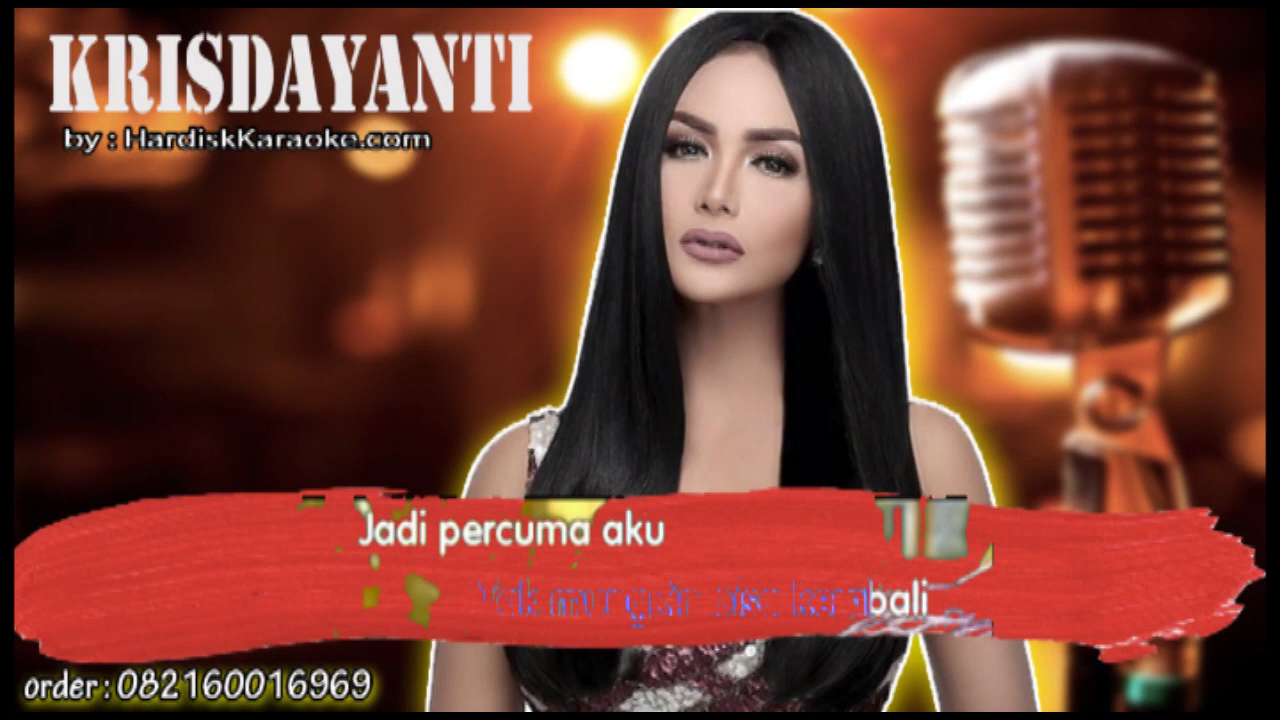 KRISDAYANTI
by : HardiskKaraoke.com
Jadi percuma aku
bali
order : 082160016969